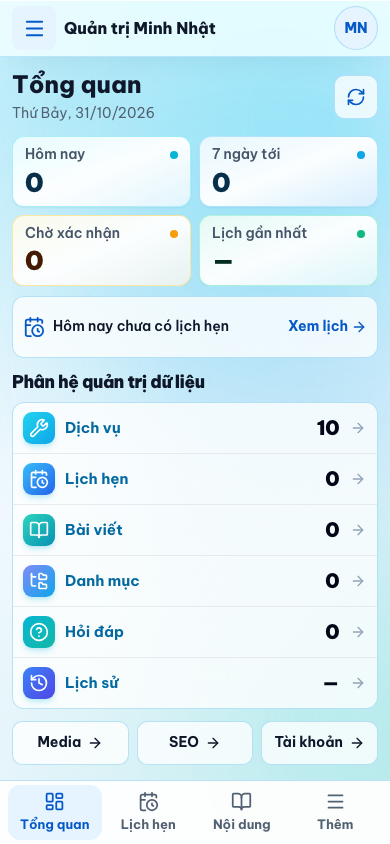 Quản trị Minh Nhật
MN
Tổng quan
Thứ Bảy, 31/10/2026
Hôm nay
0
7 ngày tới
0
Chờ xác nhận
0
Lịch gần nhất
—
Hôm nay chưa có lịch hẹn
Xem lịch →
Phân hệ quản trị dữ liệu
Dịch vụ 10 →
Lịch hẹn 0 →
Bài viết 0 →
Danh mục 0 →
Hỏi đáp 0 →
Lịch sử — →
Media →
SEO →
Tài khoản →
Tổng quan
Lịch hẹn
Nội dung
Thêm